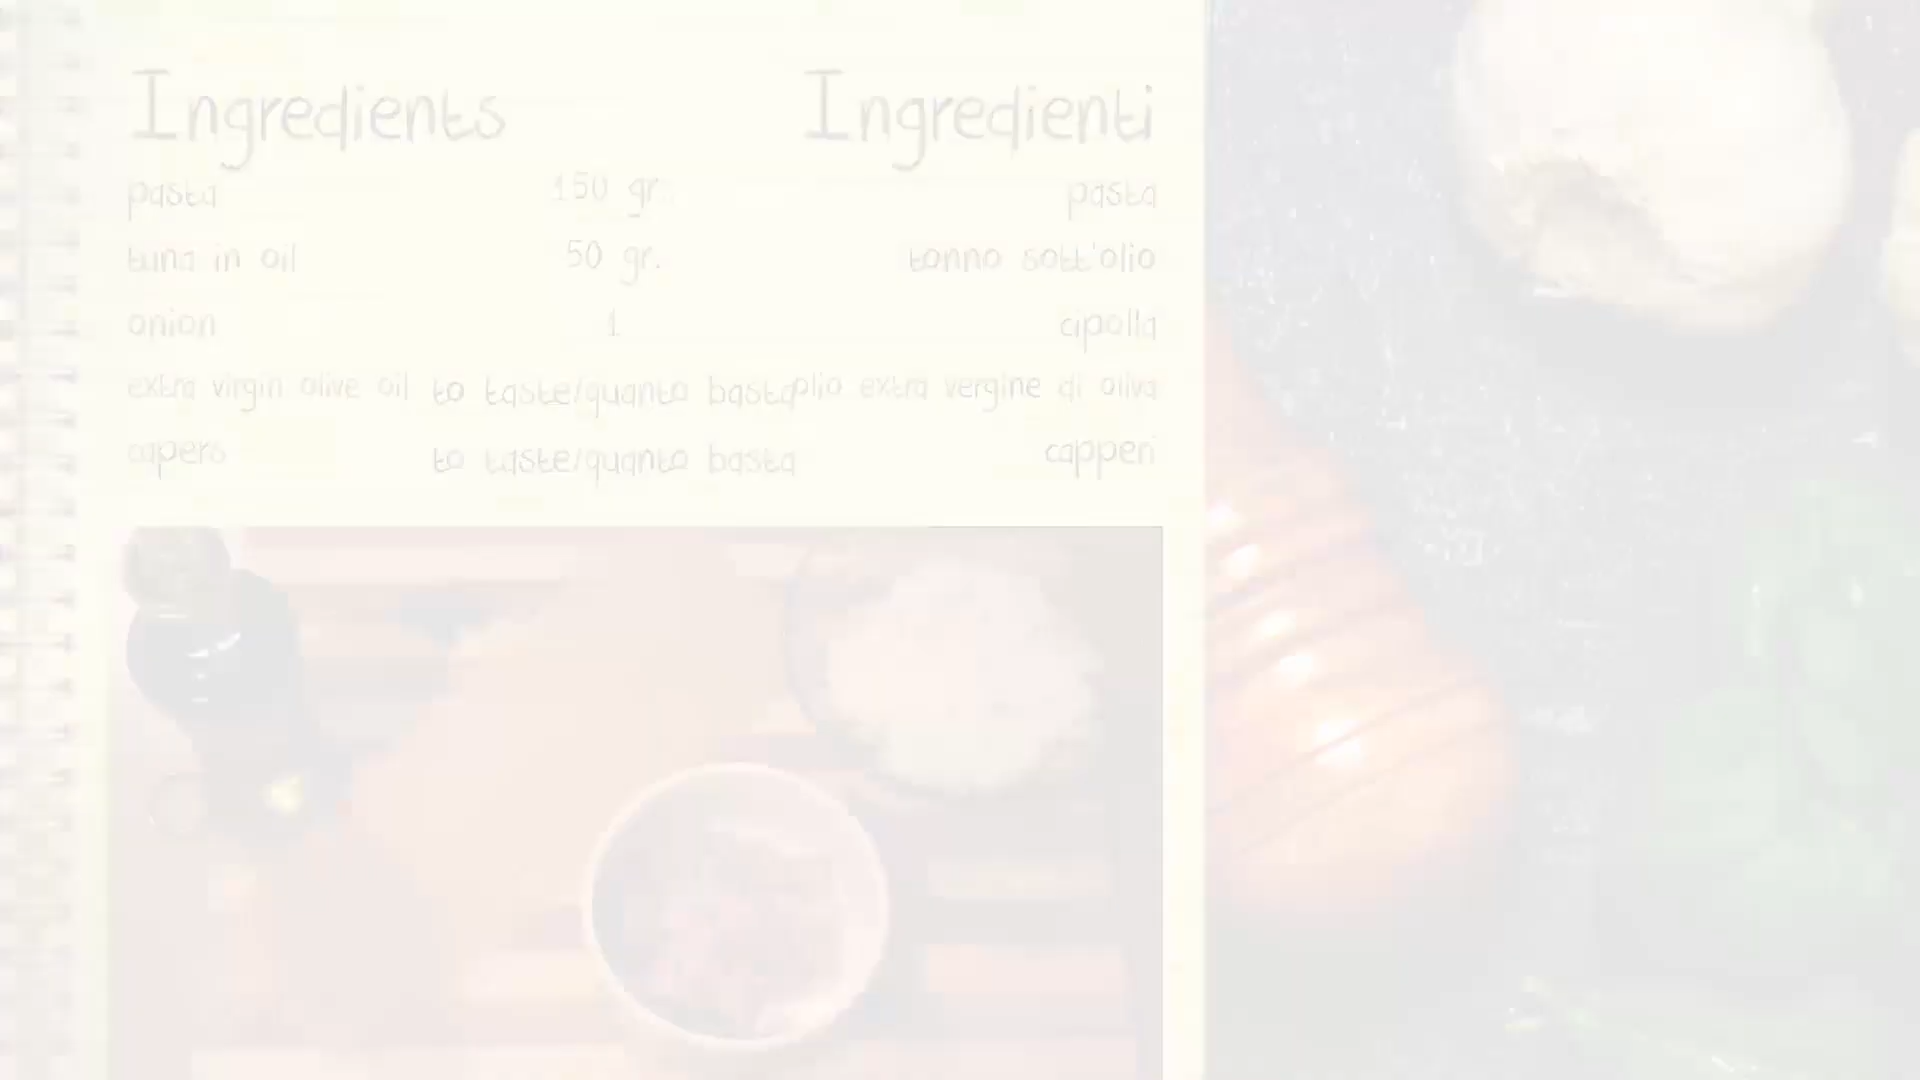 Ingredients Ingredienti
pasta 150 gr. pasta
tuna in oil 50 gr. tonno sott'olio
onion 1 cipolla
extra virgin olive oil to taste/quanto basta olio extra vergine di oliva
capers to taste/quanto basta capperi